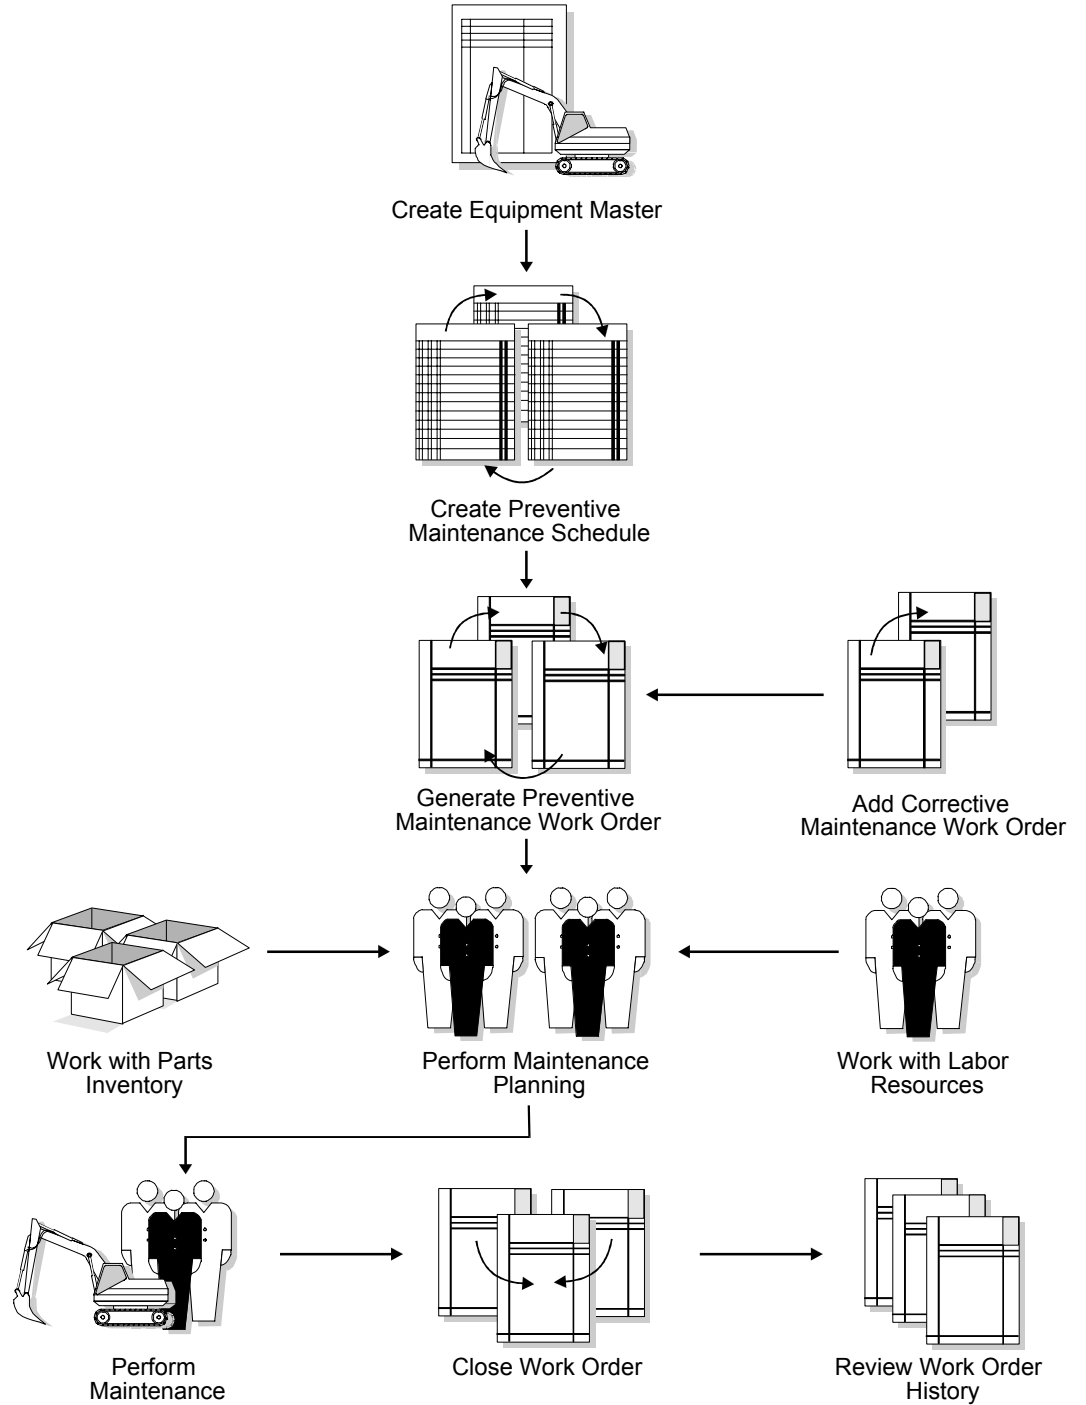 Create Equipment Master
Create Preventive
Maintenance Schedule
Generate Preventive
Maintenance Work Order
Add Corrective
Maintenance Work Order
Work with Parts
Inventory
Perform Maintenance
Planning
Work with Labor
Resources
Perform
Maintenance
Close Work Order
Review Work Order
History